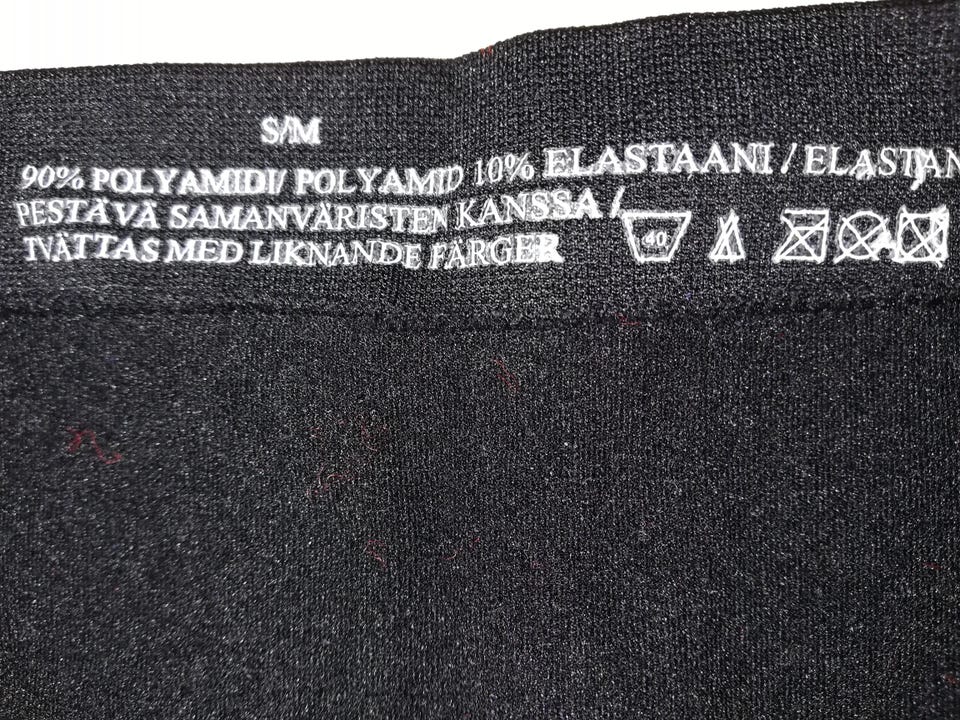 S/M
90% POLYAMIDI/ POLYAMID 10% ELASTAANI / ELASTAN
PESTÄVÄ SAMANVÄRISTEN KANSSA /
TVÄTTAS MED LIKNANDE FÄRGER
40